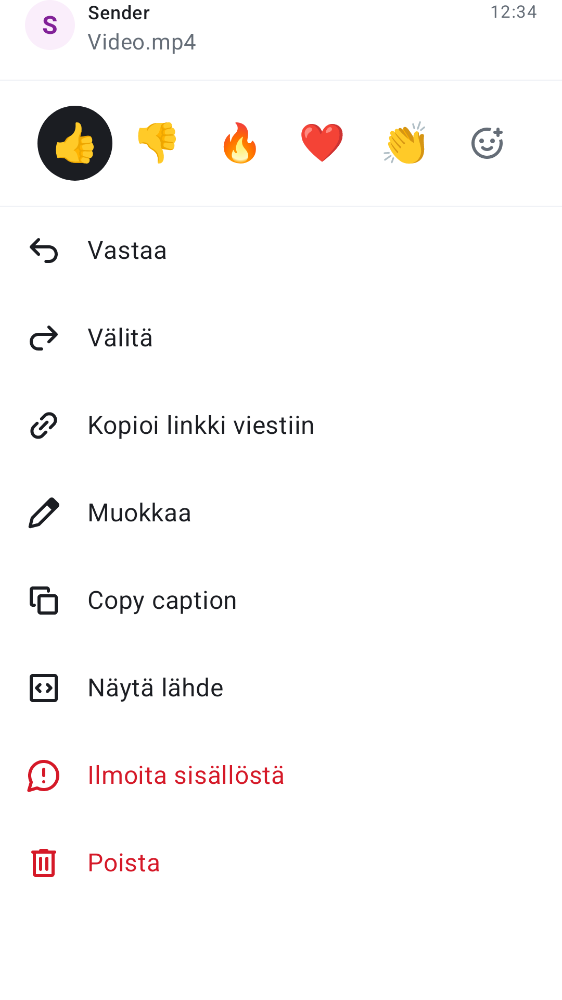 S
Sender
12:34
Video.mp4
Vastaa
Välitä
Kopioi linkki viestiin
Muokkaa
Copy caption
Näytä lähde
Ilmoita sisällöstä
Poista